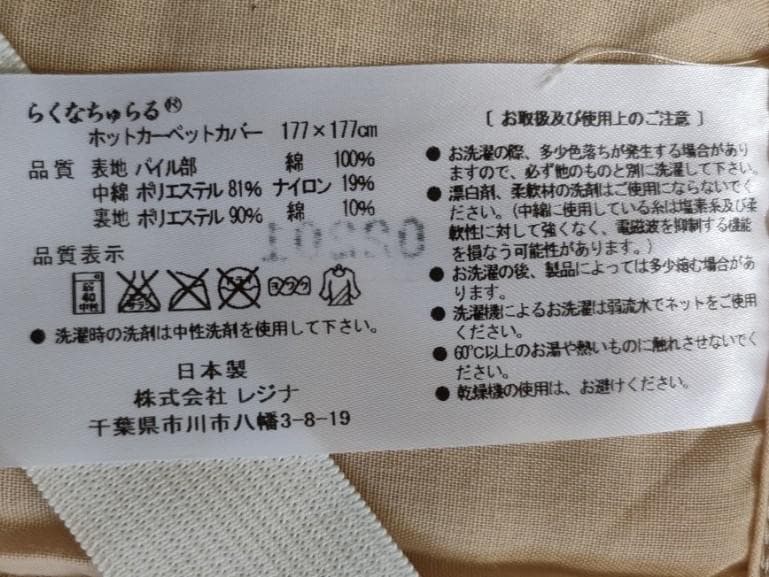 らくなちゅらる®
ホットカーペットカバー 177×177cm
品質 表地 パイル部 綿 100%
中綿 ポリエステル 81% ナイロン 19%
裏地 ポリエステル 90% 綿 10%
品質表示
弱
40
中性
● 洗濯時の洗剤は中性洗剤を使用して下さい。
日本製
株式会社 レジナ
千葉県市川市八幡3-8-19
〔 お取扱及び使用上のご注意 〕
● お洗濯の際、多少色落ちが発生する場合があり
ますので、必ず他のものと別に洗濯して下さい。
● 漂白剤、柔軟材の洗剤はご使用にならないでく
ださい。（中綿に使用している糸は塩素系及び柔
軟性に対して強くなく、電磁波を抑制する機能
を損なう可能性があります。）
● お洗濯の後、製品によっては多少縮む場合があ
ります。
● 洗濯機によるお洗濯は弱流水でネットをご使用
ください。
● 60℃以上のお湯や熱いものに触れさせないでく
ださい。
● 乾燥機の使用は、お避けください。